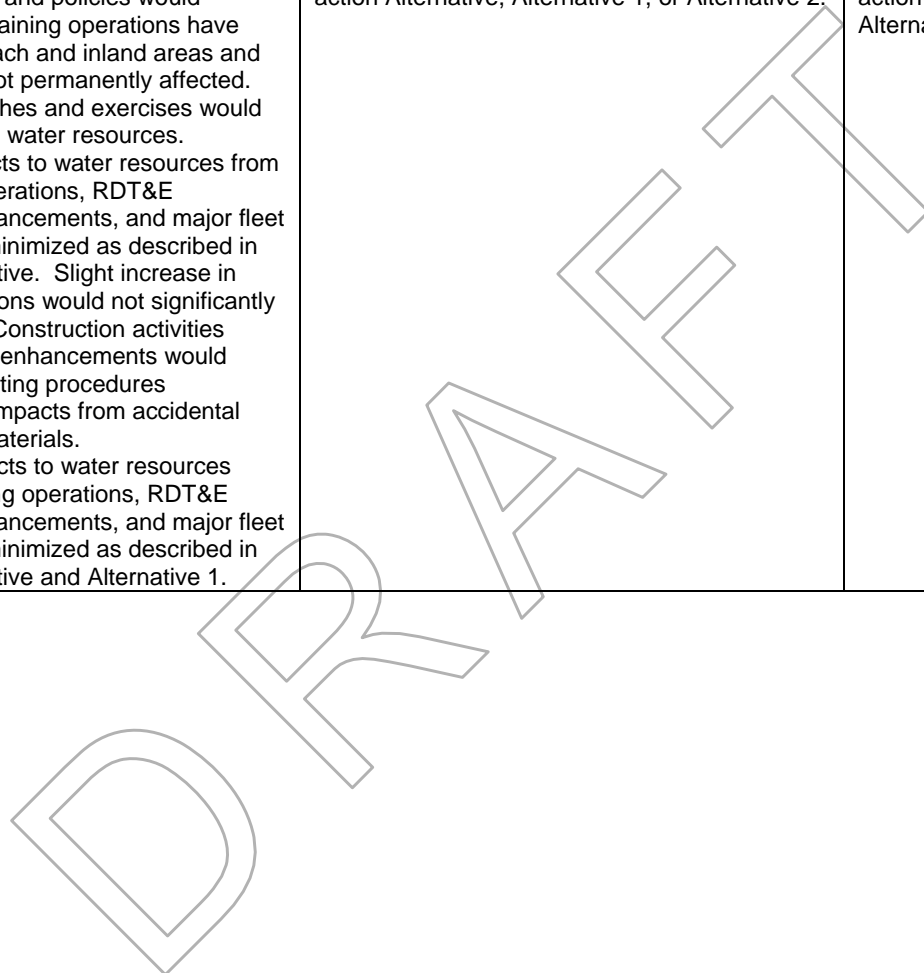 and policies would
aining operations have
ach and inland areas and
ot permanently affected.
hes and exercises would
water resources.
cts to water resources from
erations, RDT&E
ancements, and major fleet
inimized as described in
tive. Slight increase in
ons would not significantly
Construction activities
enhancements would
ting procedures
mpacts from accidental
aterials.
cts to water resources
ng operations, RDT&E
ancements, and major fleet
inimized as described in
tive and Alternative 1.
action Alternative, Alternative 1, or Alternative 2.
action
Alterna
DRAFT